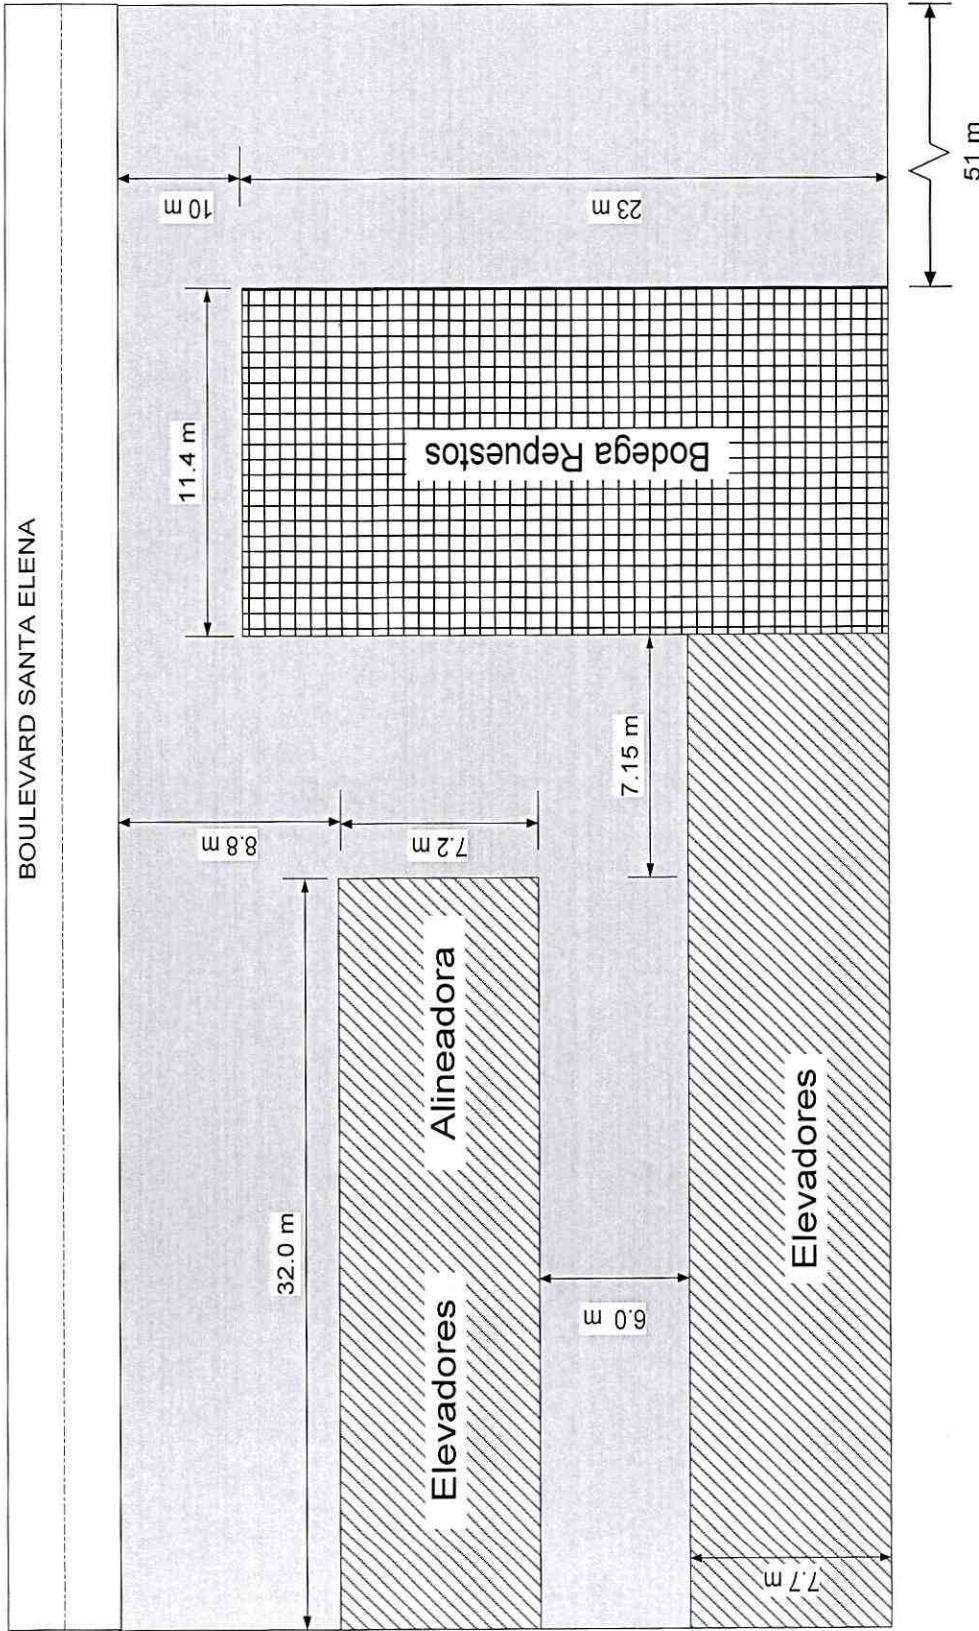 BOULEVARD SANTA ELENA
10 m
23 m
51 m
11.4 m
Bodega Repuestos
8.8 m
7.2 m
7.15 m
32.0 m
Elevadores
Alineadora
6.0 m
Elevadores
7.7 m